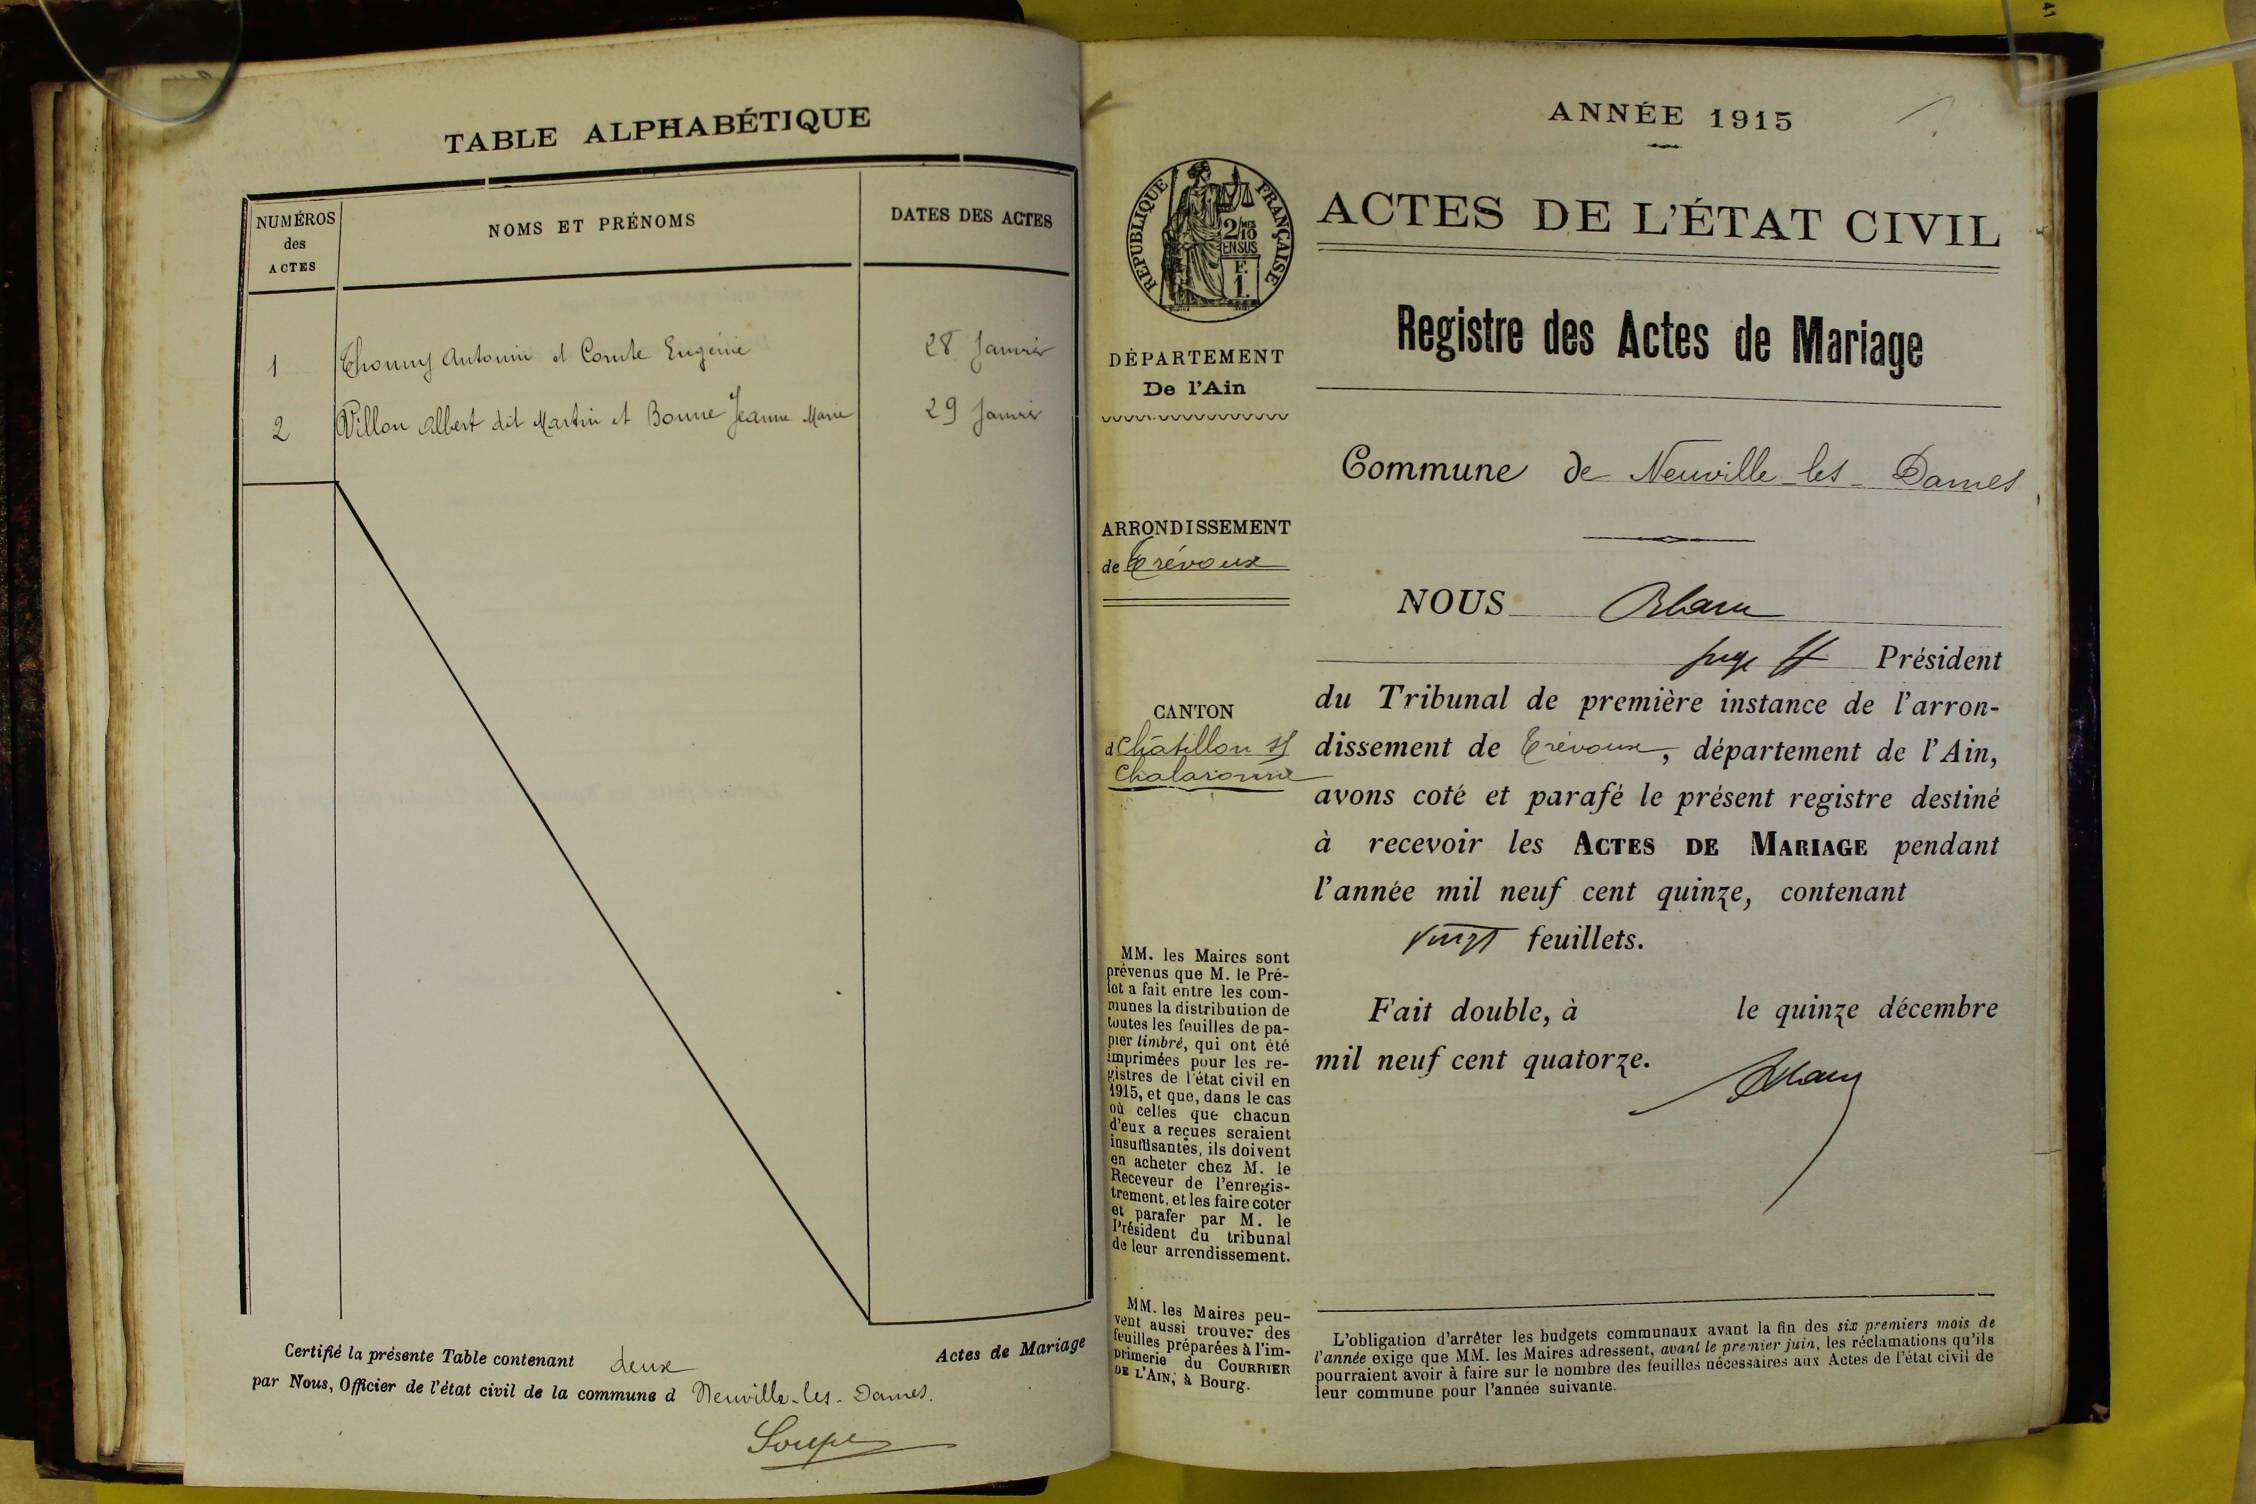 TABLE ALPHABÉTIQUE
NUMÉROS
des
ACTES
NOMS ET PRÉNOMS
DATES DES ACTES
1 Antonin et Comte Eugénie 28 Janvier
2 Villon Albert dit Martin et Bonne Jeanne Marie 29 Janvier
Certifié la présente Table contenant deux Actes de Mariage
par Nous, Officier de l'état civil de la commune d Neuville-les-Dames.
Soupe
ANNÉE 1915
RÉPUBLIQUE FRANÇAISE
2/10
EN SUS
F.
1.
DÉPARTEMENT
De l'Ain
ARRONDISSEMENT
de Trévoux
CANTON
d Châtillon s/
Chalaronne
MM. les Maires sont
prévenus que M. le Pré-
fet a fait entre les com-
munes la distribution de
toutes les feuilles de pa-
pier timbré, qui ont été
imprimées pour les re-
gistres de l'état civil en
1915, et que, dans le cas
où celles que chacun
d'eux a reçues seraient
insuffisantes, ils doivent
en acheter chez M. le
Receveur de l'enregis-
trement, et les faire coter
et parafer par M. le
Président du tribunal
de leur arrondissement.
MM. les Maires peu-
vent aussi trouver des
feuilles préparées à l'im-
primerie du COURRIER
DE L'AIN, à Bourg.
ACTES DE L'ÉTAT CIVIL
Registre des Actes de Mariage
Commune de Neuville-les-Dames
NOUS
juge ff Président
du Tribunal de première instance de l'arron-
dissement de Trévoux, département de l'Ain,
avons coté et parafé le présent registre destiné
à recevoir les ACTES DE MARIAGE pendant
l'année mil neuf cent quinze, contenant
vingt feuillets.
Fait double, à le quinze décembre
mil neuf cent quatorze.
L'obligation d'arrêter les budgets communaux avant la fin des six premiers mois de
l'année exige que MM. les Maires adressent, avant le premier juin, les réclamations qu'ils
pourraient avoir à faire sur le nombre des feuilles nécessaires aux Actes de l'état civil de
leur commune pour l'année suivante.
41